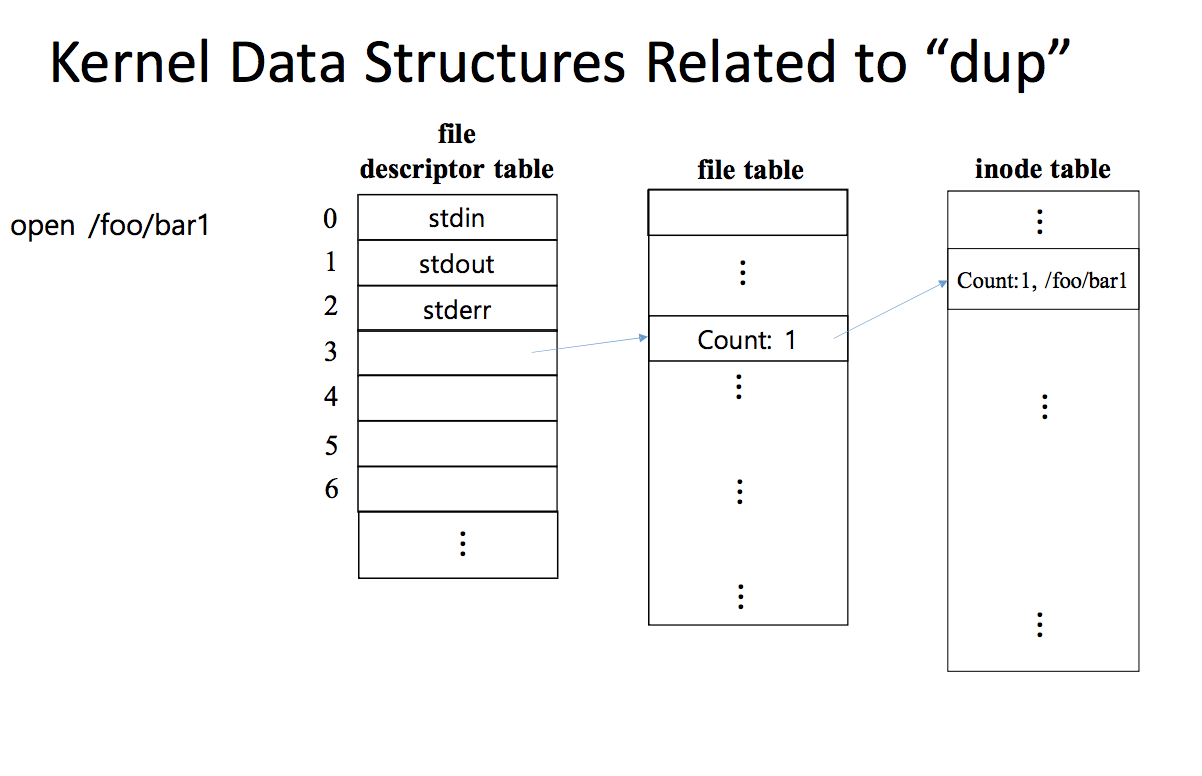 Kernel Data Structures Related to “dup”
file
descriptor table
file table
inode table
open /foo/bar1
0
stdin
1
stdout
2
stderr
3
4
5
6
Count: 1
Count:1, /foo/bar1